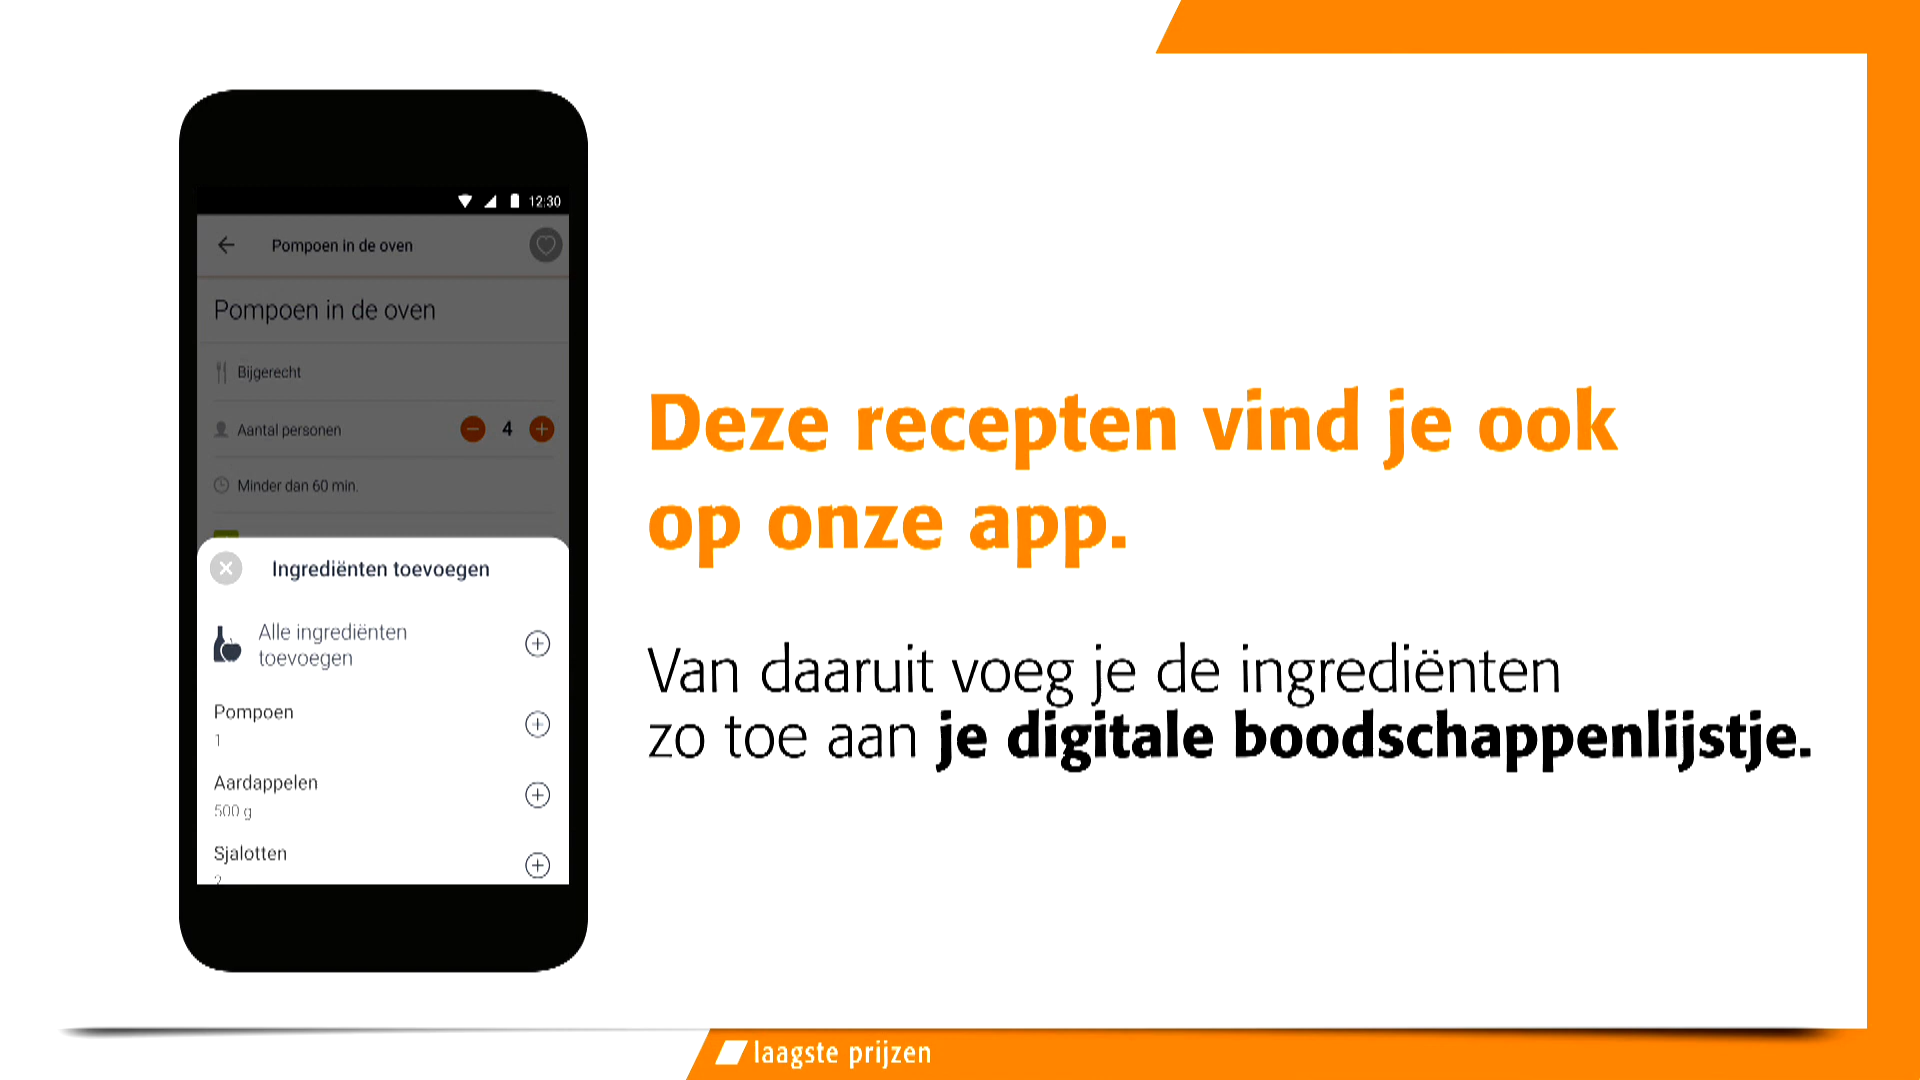 12:30
Pompoen in de oven
Pompoen in de oven
Bijgerecht
Aantal personen 4
Minder dan 60 min.
Ingrediënten toevoegen
Alle ingrediënten
toevoegen
Pompoen
1
Aardappelen
500 g
Sjalotten
2
Deze recepten vind je ook
op onze app.
Van daaruit voeg je de ingrediënten
zo toe aan je digitale boodschappenlijstje.
laagste prijzen